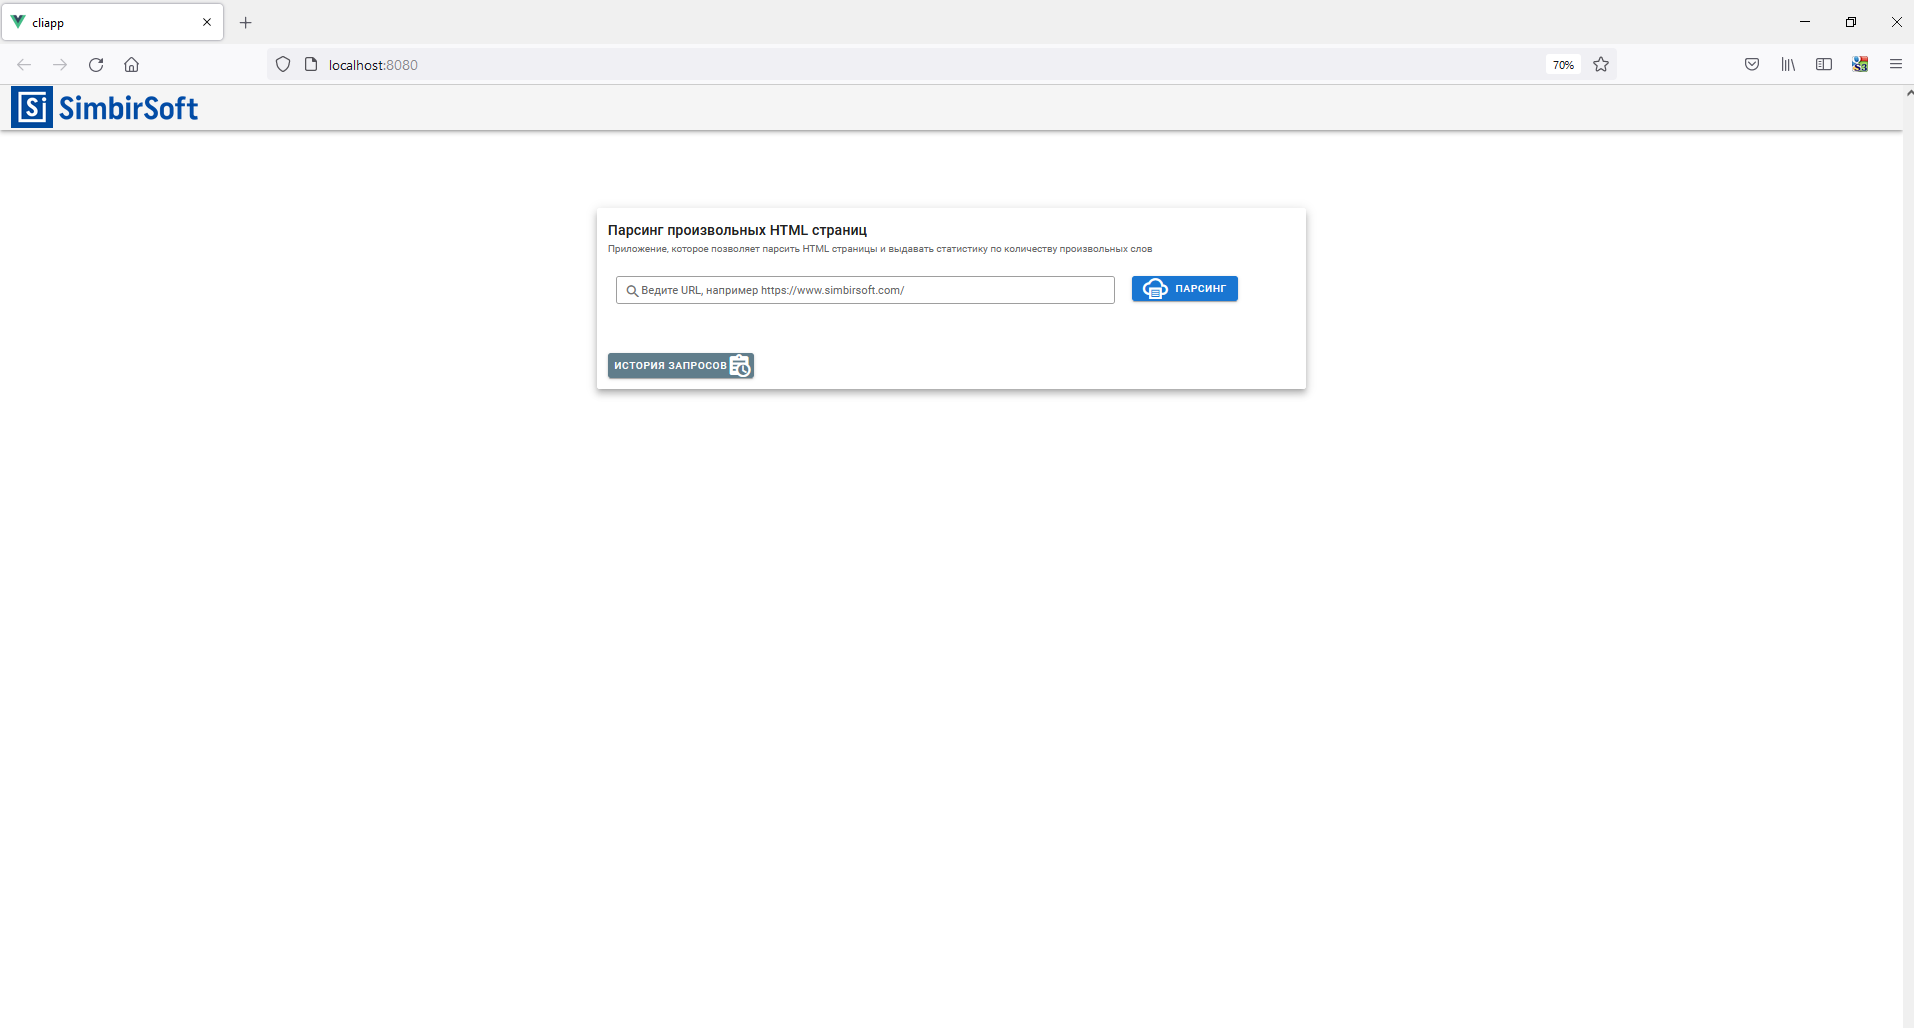 cliapp
localhost:8080
70%
Si SimbirSoft
Парсинг произвольных HTML страниц
Приложение, которое позволяет парсить HTML страницы и выдавать статистику по количеству произвольных слов
Ведите URL, например https://www.simbirsoft.com/
ПАРСИНГ
ИСТОРИЯ ЗАПРОСОВ